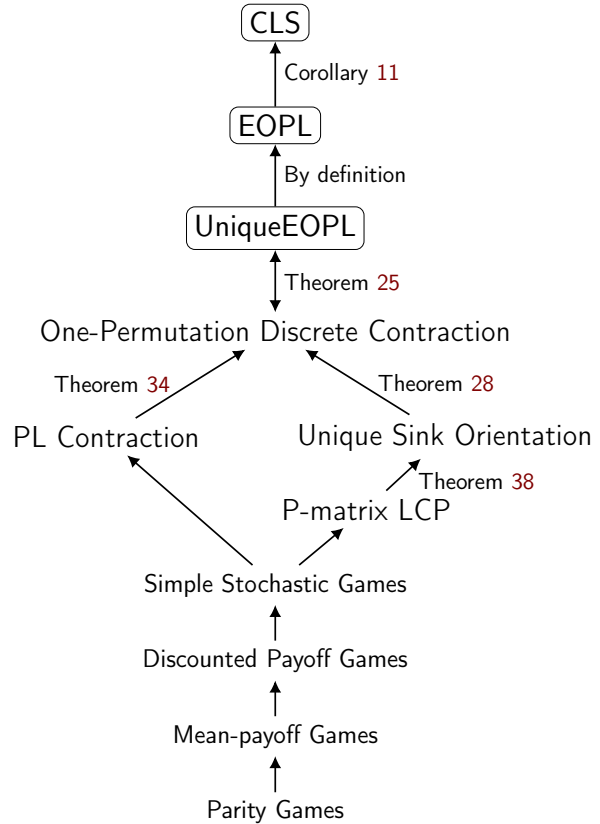 CLS
Corollary 11
EOPL
By definition
UniqueEOPL
Theorem 25
One-Permutation Discrete Contraction
Theorem 34
Theorem 28
PL Contraction
Unique Sink Orientation
Theorem 38
P-matrix LCP
Simple Stochastic Games
Discounted Payoff Games
Mean-payoff Games
Parity Games